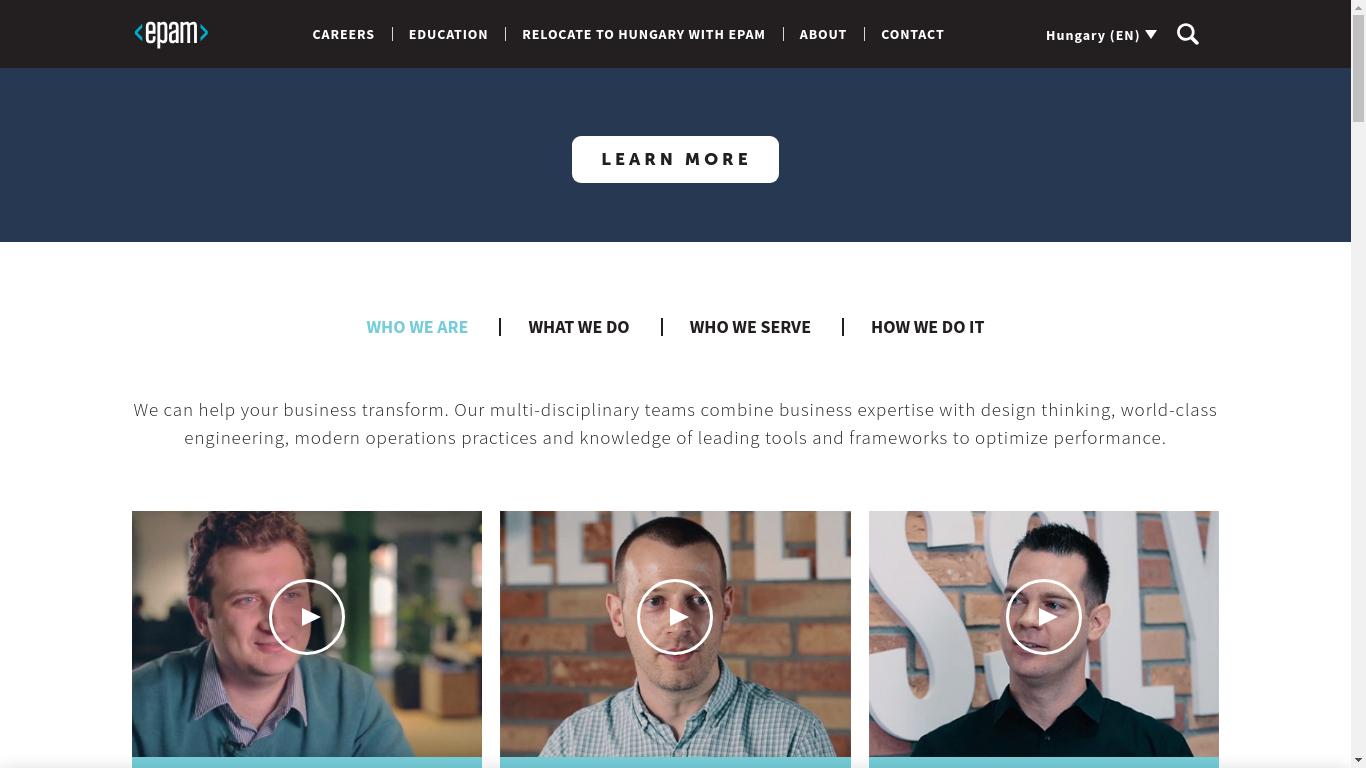 <epam>
CAREERS
EDUCATION
RELOCATE TO HUNGARY WITH EPAM
ABOUT
CONTACT
Hungary (EN)
LEARN MORE
WHO WE ARE
WHAT WE DO
WHO WE SERVE
HOW WE DO IT
We can help your business transform. Our multi-disciplinary teams combine business expertise with design thinking, world-class
engineering, modern operations practices and knowledge of leading tools and frameworks to optimize performance.